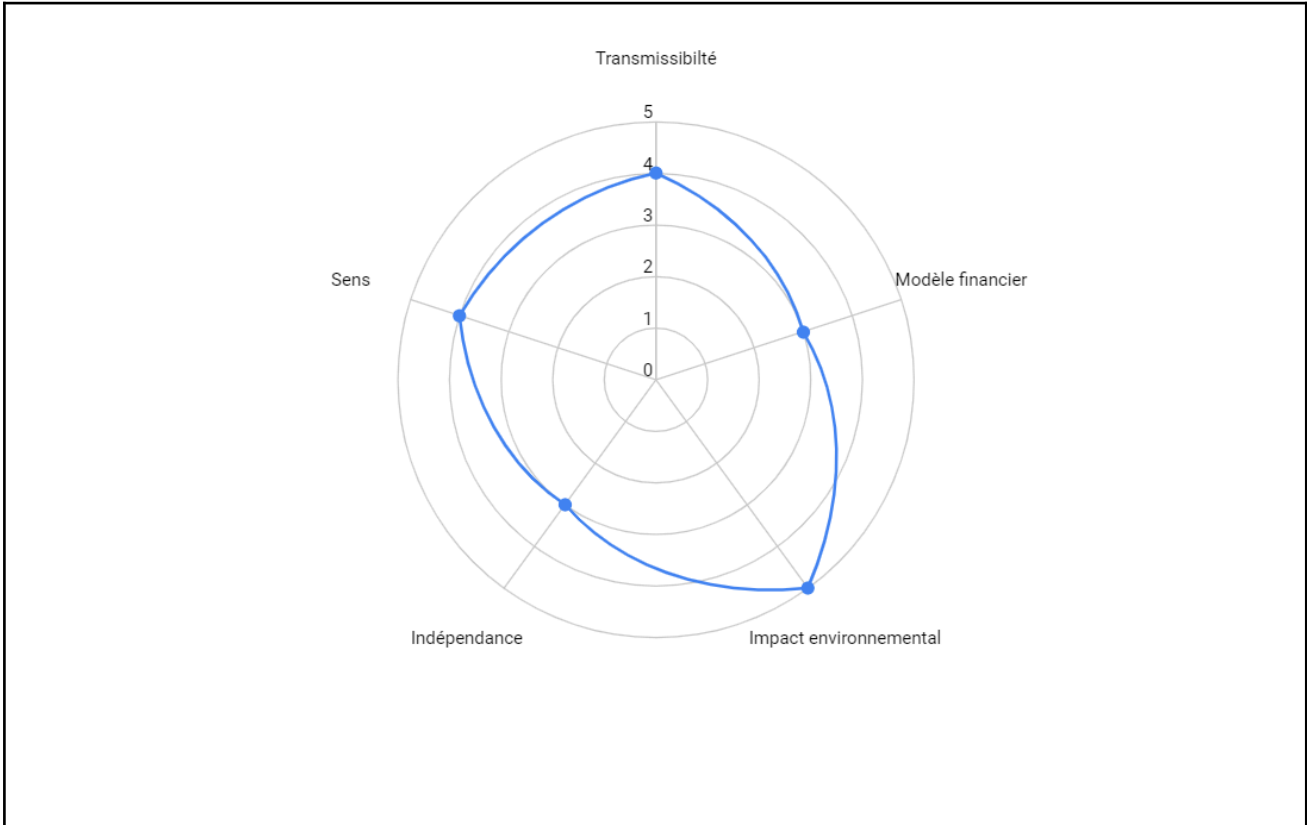 Transmissibilté
5
4
3
2
1
0
Sens
Modèle financier
Indépendance
Impact environnemental